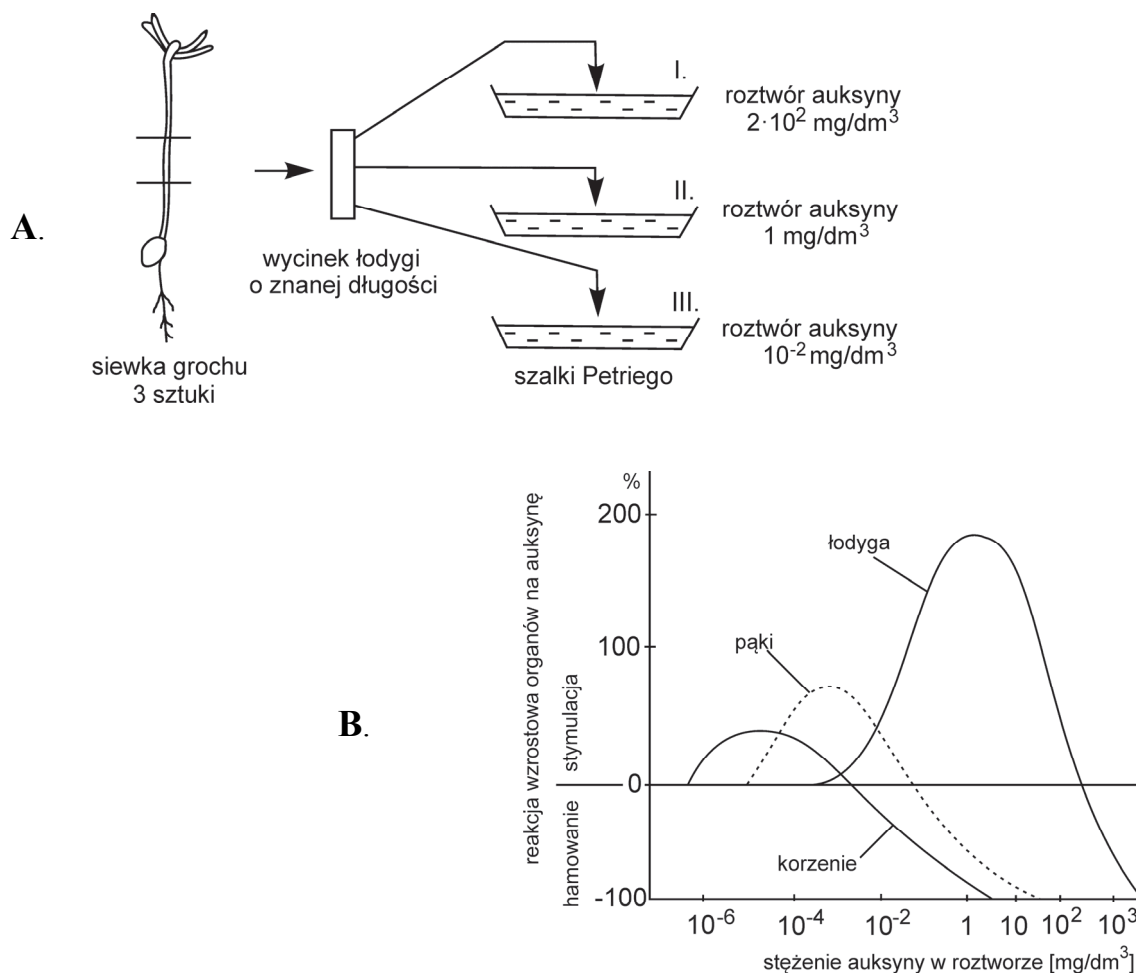 A.
siewka grochu
3 sztuki
wycinek łodygi
o znanej długości
I.
roztwór auksyny
2·10² mg/dm³
II.
roztwór auksyny
1 mg/dm³
III.
roztwór auksyny
10⁻² mg/dm³
szalki Petriego
B.
reakcja wzrostowa organów na auksynę
hamowanie
stymulacja
%
200
100
0
-100
łodyga
pąki
korzenie
10⁻⁶
10⁻⁴
10⁻²
1
10
10²
10³
stężenie auksyny w roztworze [mg/dm³]